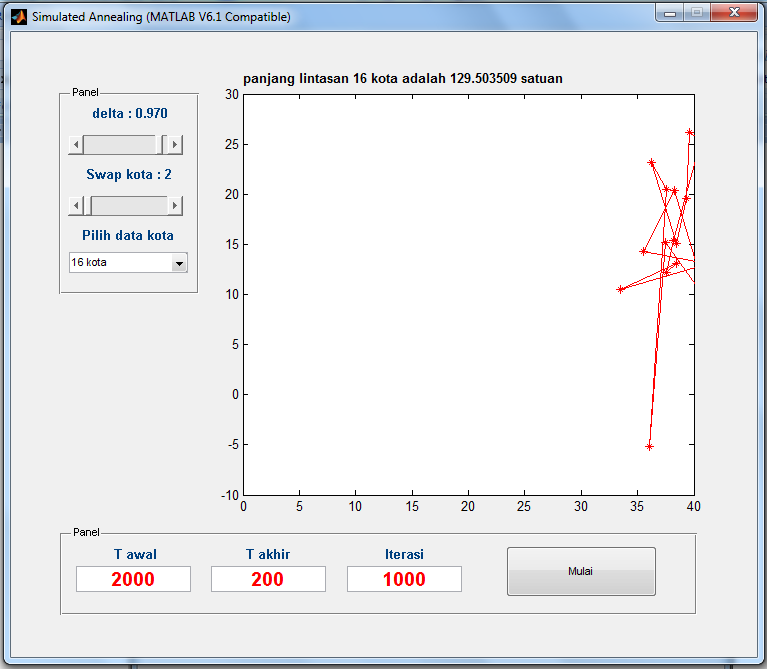 Simulated Annealing (MATLAB V6.1 Compatible)
panjang lintasan 16 kota adalah 129.503509 satuan
Panel
delta : 0.970
Swap kota : 2
Pilih data kota
16 kota
30
25
20
15
10
5
0
-5
-10
0 5 10 15 20 25 30 35 40
Panel
T awal T akhir Iterasi
2000 200 1000
Mulai